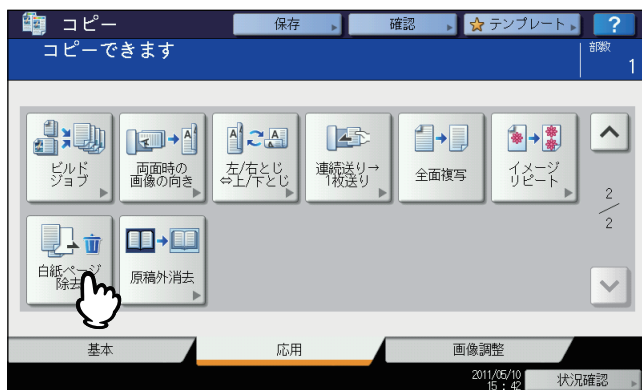 コピー
保存
確認
テンプレート
?
コピーできます
部数
1
ビルド
ジョブ
両面時の
画像の向き
左/右とじ
⇔上/下とじ
連続送り→
1枚送り
全面複写
イメージ
リピート
2
2
白紙ページ
除去
原稿外消去
基本
応用
画像調整
2011/05/10
15:42
状況確認